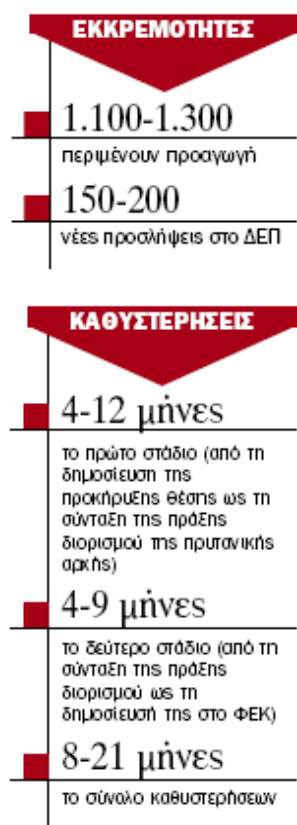 ΕΚΚΡΕΜΟΤΗΤΕΣ
1.100-1.300
περιμένουν προαγωγή
150-200
νέες προσλήψεις στο ΔΕΠ
ΚΑΘΥΣΤΕΡΗΣΕΙΣ
4-12 μήνες
το πρώτο στάδιο (από τη
δημοσίευση της
προκήρυξης θέσης ως τη
σύνταξη της πράξης
διορισμού της πρυτανικής
αρχής)
4-9 μήνες
το δεύτερο στάδιο (από τη
σύνταξη της πράξης
διορισμού ως τη
δημοσίευσή της στο ΦΕΚ)
8-21 μήνες
το σύνολο καθυστερήσεων